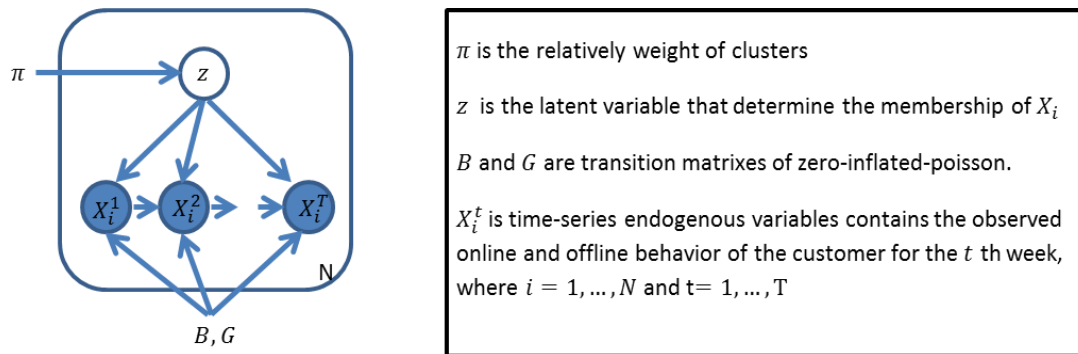 π
z
X_i^1 X_i^2 X_i^T
N
B, G
π is the relatively weight of clusters
z is the latent variable that determine the membership of X_i
B and G are transition matrixes of zero-inflated-poisson.
X_i^t is time-series endogenous variables contains the observed
online and offline behavior of the customer for the t th week,
where i = 1, ..., N and t= 1, ..., T